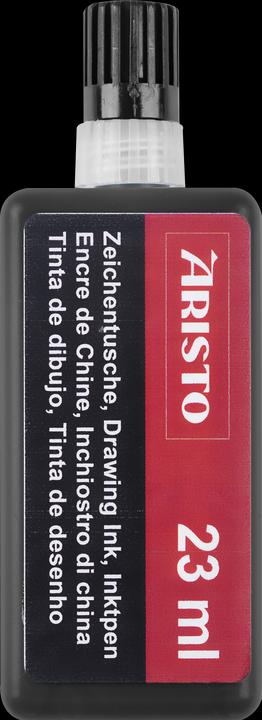 ARISTO
23 ml
Zeichentusche, Drawing Ink, Inktpen
Encre de Chine, Inchiostro di china
Tinta de dibujo, Tinta de desenho